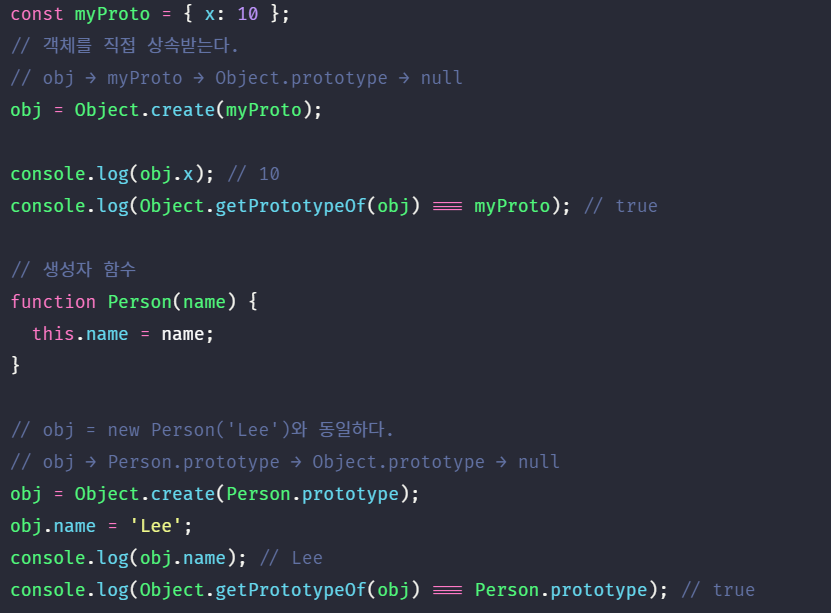 const myProto = { x: 10 };
// 객체를 직접 상속받는다.
// obj → myProto → Object.prototype → null
obj = Object.create(myProto);
console.log(obj.x); // 10
console.log(Object.getPrototypeOf(obj) === myProto); // true
// 생성자 함수
function Person(name) {
  this.name = name;
}
// obj = new Person('Lee')와 동일하다.
// obj → Person.prototype → Object.prototype → null
obj = Object.create(Person.prototype);
obj.name = 'Lee';
console.log(obj.name); // Lee
console.log(Object.getPrototypeOf(obj) === Person.prototype); // true